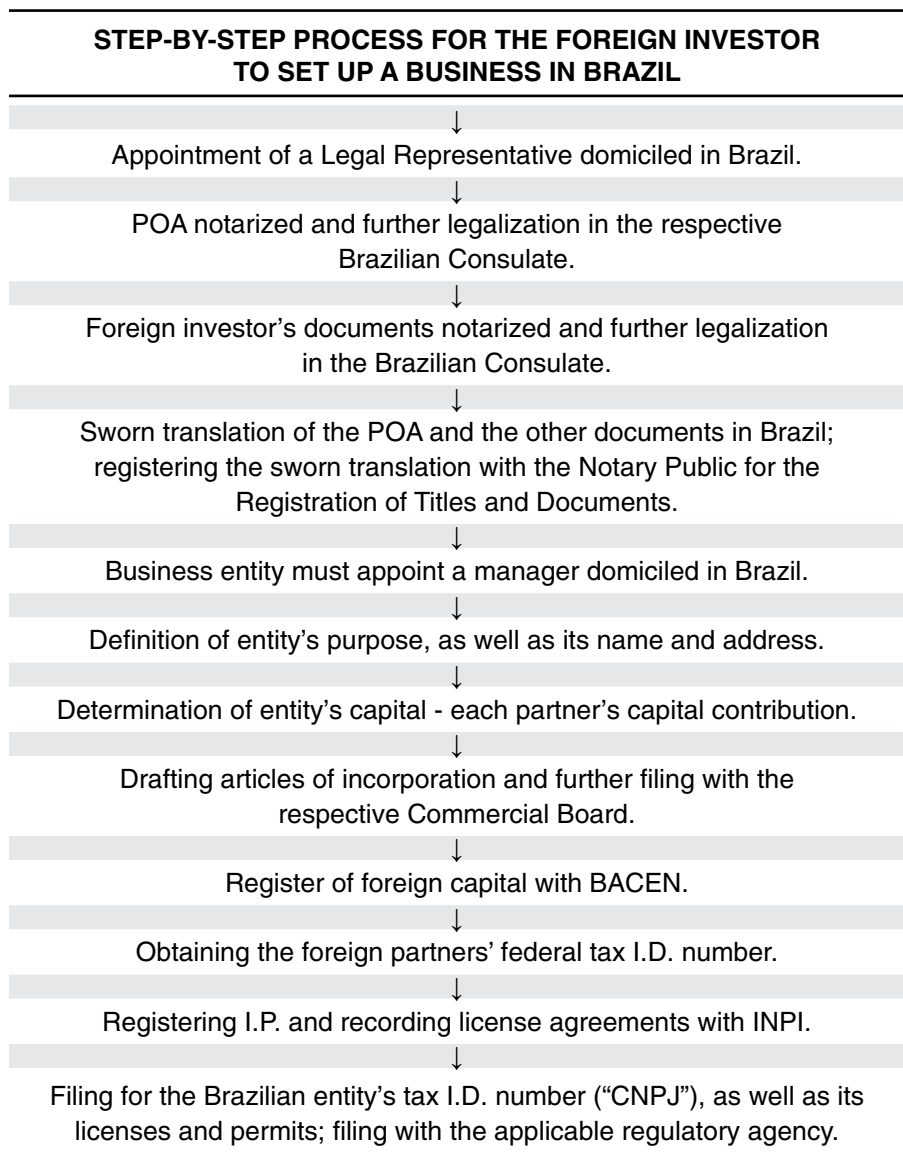 STEP-BY-STEP PROCESS FOR THE FOREIGN INVESTOR
TO SET UP A BUSINESS IN BRAZIL
↓
Appointment of a Legal Representative domiciled in Brazil.
↓
POA notarized and further legalization in the respective
Brazilian Consulate.
↓
Foreign investor’s documents notarized and further legalization
in the Brazilian Consulate.
↓
Sworn translation of the POA and the other documents in Brazil;
registering the sworn translation with the Notary Public for the
Registration of Titles and Documents.
↓
Business entity must appoint a manager domiciled in Brazil.
↓
Definition of entity’s purpose, as well as its name and address.
↓
Determination of entity’s capital - each partner’s capital contribution.
↓
Drafting articles of incorporation and further filing with the
respective Commercial Board.
↓
Register of foreign capital with BACEN.
↓
Obtaining the foreign partners’ federal tax I.D. number.
↓
Registering I.P. and recording license agreements with INPI.
↓
Filing for the Brazilian entity’s tax I.D. number (“CNPJ”), as well as its
licenses and permits; filing with the applicable regulatory agency.